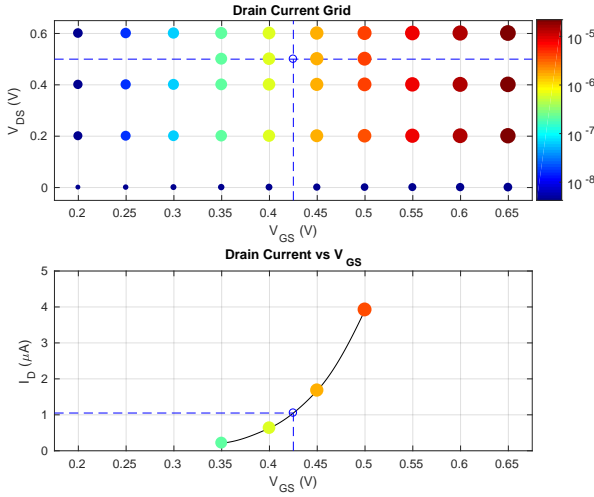 Drain Current Grid
0.6
0.4
0.2
0
V_DS (V)
0.2 0.25 0.3 0.35 0.4 0.45 0.5 0.55 0.6 0.65
V_GS (V)
10^-5
10^-6
10^-7
10^-8
Drain Current vs V_GS
5
4
3
2
1
0
I_D (μA)
0.2 0.25 0.3 0.35 0.4 0.45 0.5 0.55 0.6 0.65
V_GS (V)